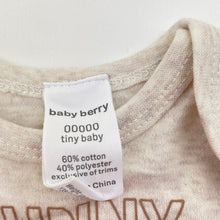 baby berry
00000
tiny baby
60% cotton
40% polyester
exclusive of trims
China